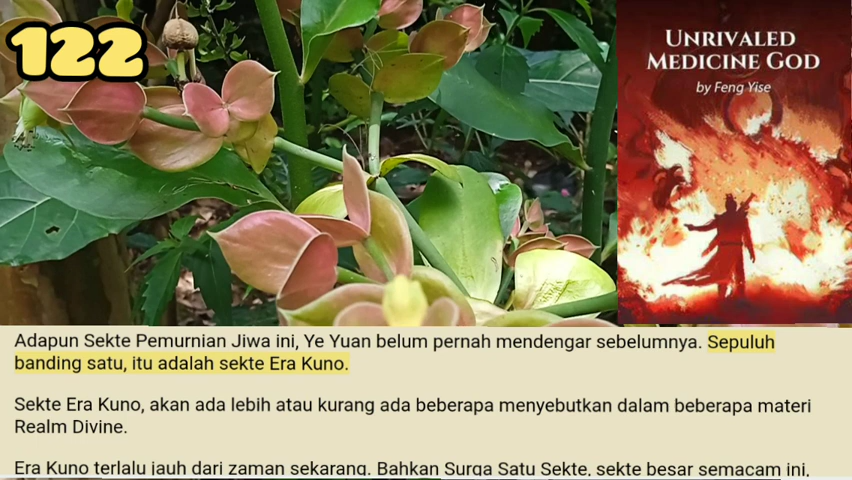 122
UNRIVALED
MEDICINE GOD
by Feng Yise
Adapun Sekte Pemurnian Jiwa ini, Ye Yuan belum pernah mendengar sebelumnya. Sepuluh
banding satu, itu adalah sekte Era Kuno.
Sekte Era Kuno, akan ada lebih atau kurang ada beberapa menyebutkan dalam beberapa materi
Realm Divine.
Era Kuno terlalu jauh dari zaman sekarang. Bahkan Surga Satu Sekte, sekte besar semacam ini,